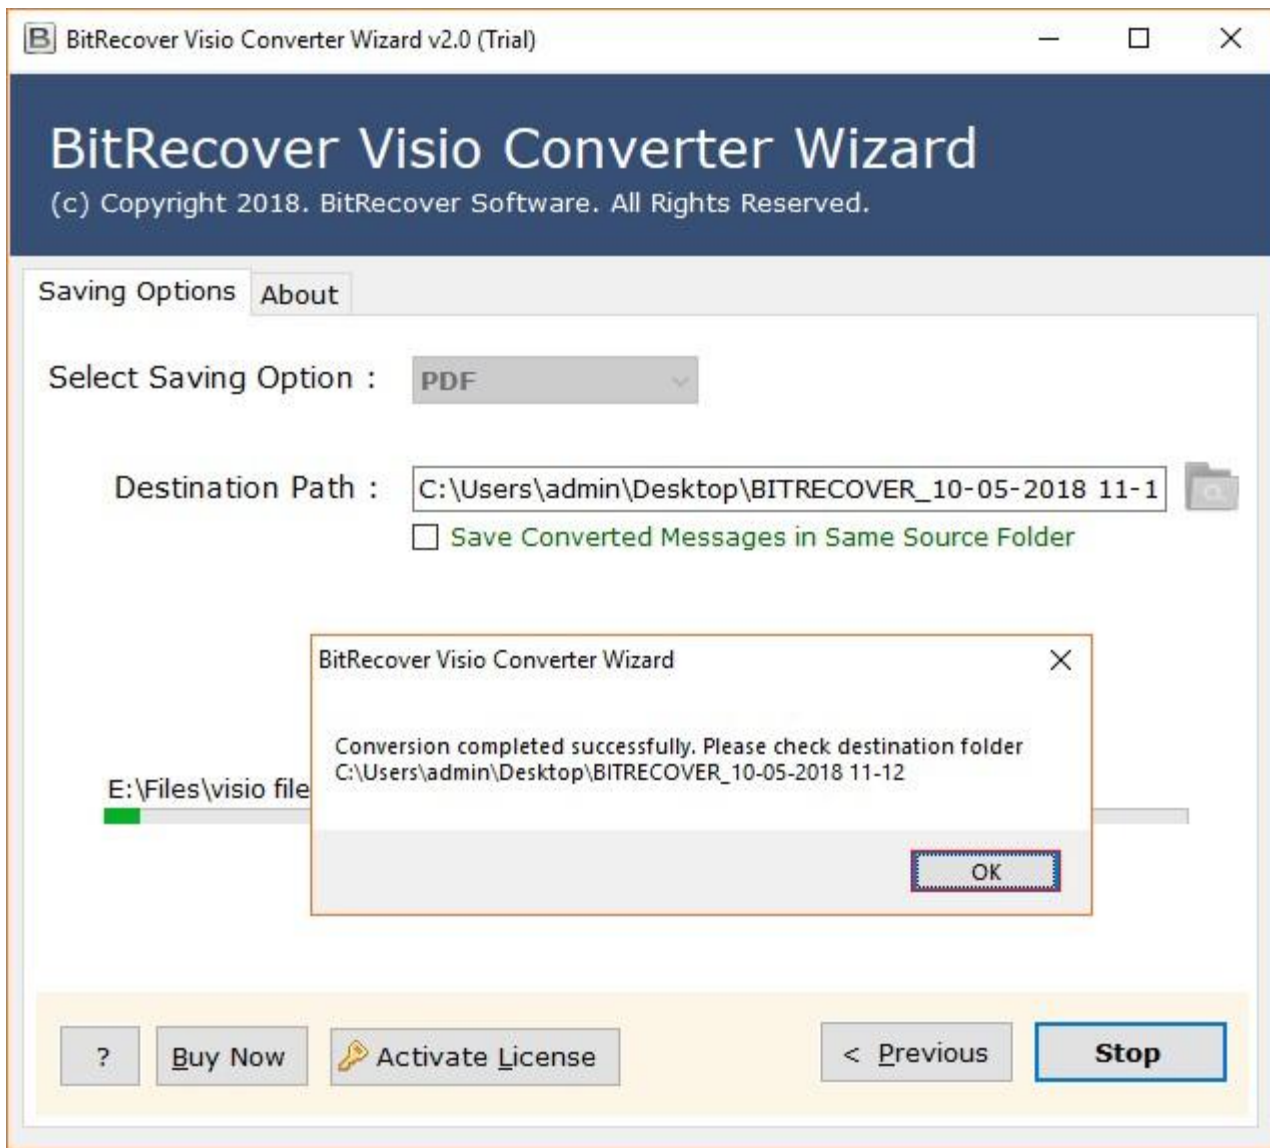 BitRecover Visio Converter Wizard v2.0 (Trial)
BitRecover Visio Converter Wizard
(c) Copyright 2018. BitRecover Software. All Rights Reserved.
Saving Options About
Select Saving Option : PDF
Destination Path : C:\Users\admin\Desktop\BITRECOVER_10-05-2018 11-1
Save Converted Messages in Same Source Folder
BitRecover Visio Converter Wizard
Conversion completed successfully. Please check destination folder
C:\Users\admin\Desktop\BITRECOVER_10-05-2018 11-12
E:\Files\visio file
OK
? Buy Now Activate License < Previous Stop